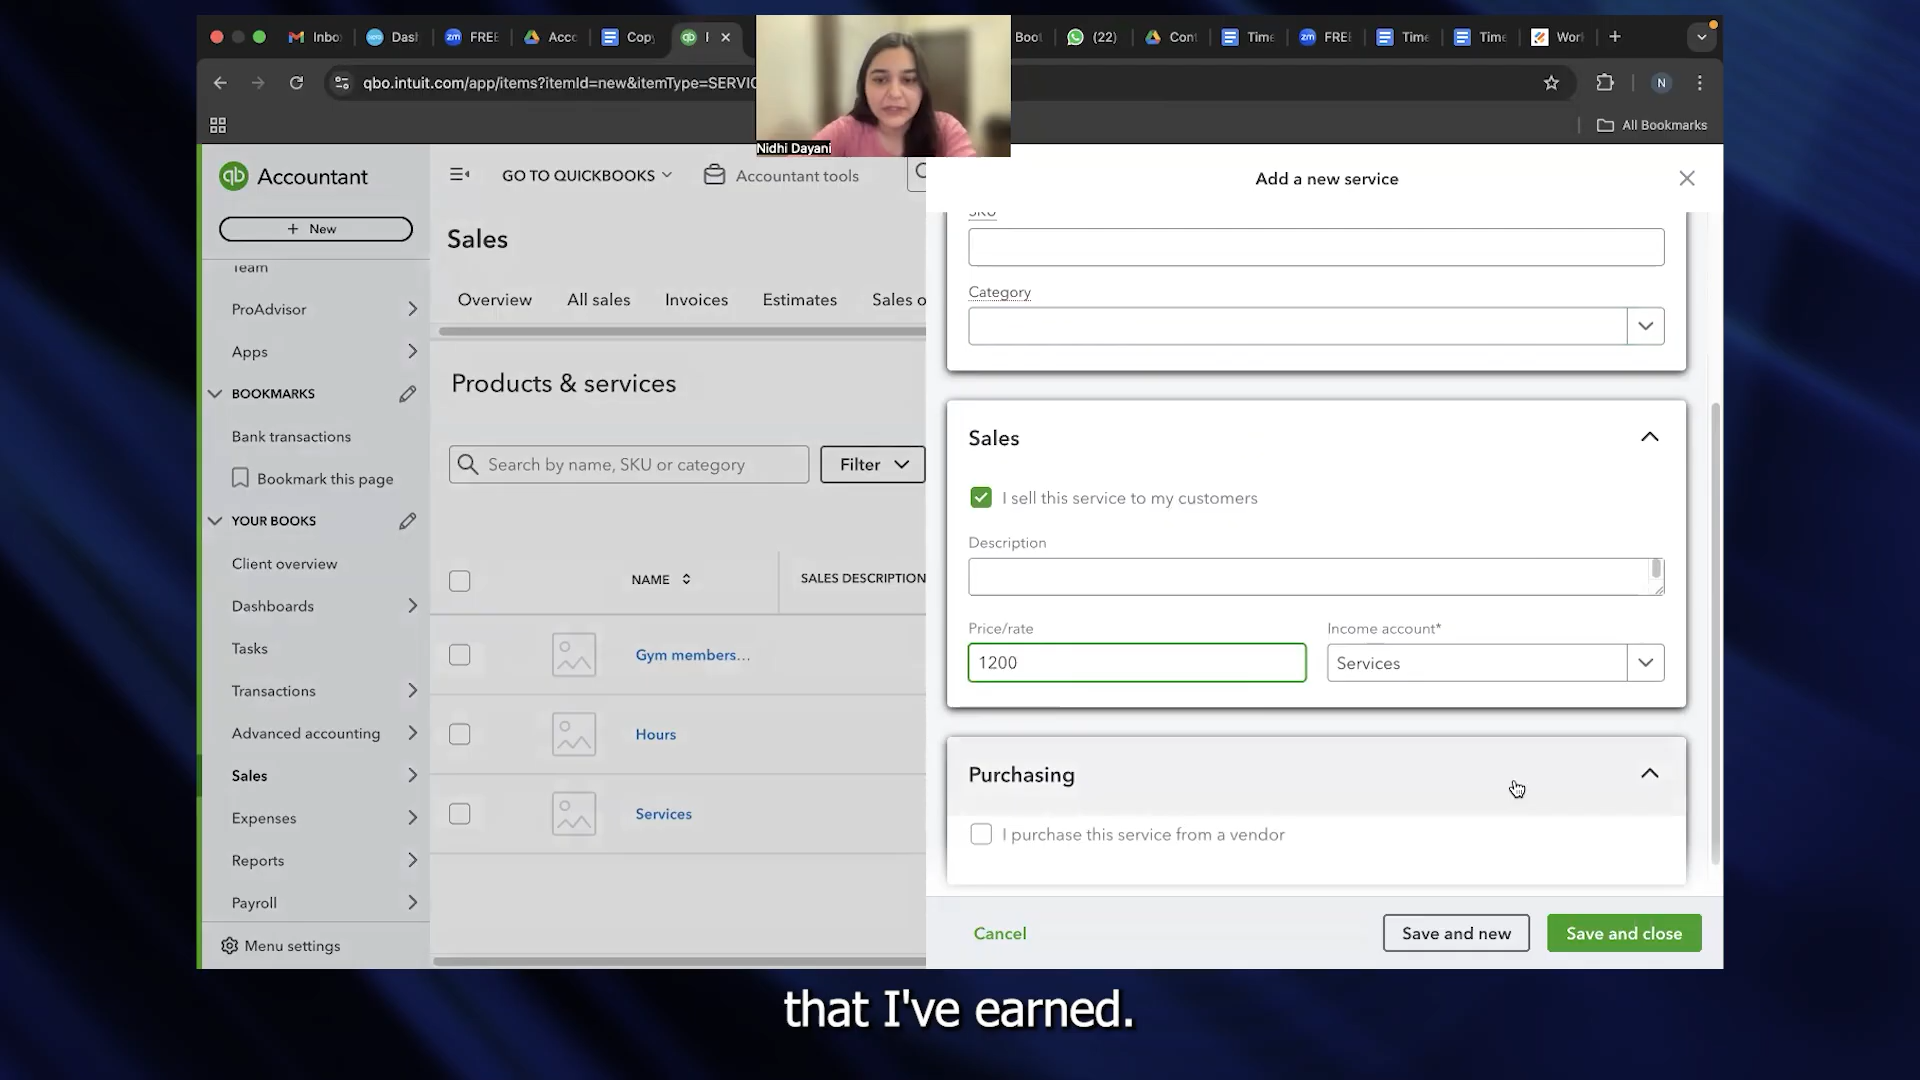 Inbo
Dash
FREE
Acco
Copy
I
Boot
(22)
Cont
Time
FREE
Time
Time
Work
qbo.intuit.com/app/items?itemId=new&itemType=SERVIC
N
All Bookmarks
Nidhi Dayani
qb Accountant
GO TO QUICKBOOKS
Accountant tools
Add a new service
+ New
Team
ProAdvisor
Apps
BOOKMARKS
Bank transactions
Bookmark this page
YOUR BOOKS
Client overview
Dashboards
Tasks
Transactions
Advanced accounting
Sales
Expenses
Reports
Payroll
Menu settings
Sales
Overview
All sales
Invoices
Estimates
Sales o
Products & services
Search by name, SKU or category
Filter
NAME
SALES DESCRIPTION
Gym members...
Hours
Services
SKU
Category
Sales
I sell this service to my customers
Description
Price/rate
Income account*
1200
Services
Purchasing
I purchase this service from a vendor
Cancel
Save and new
Save and close
that I've earned.